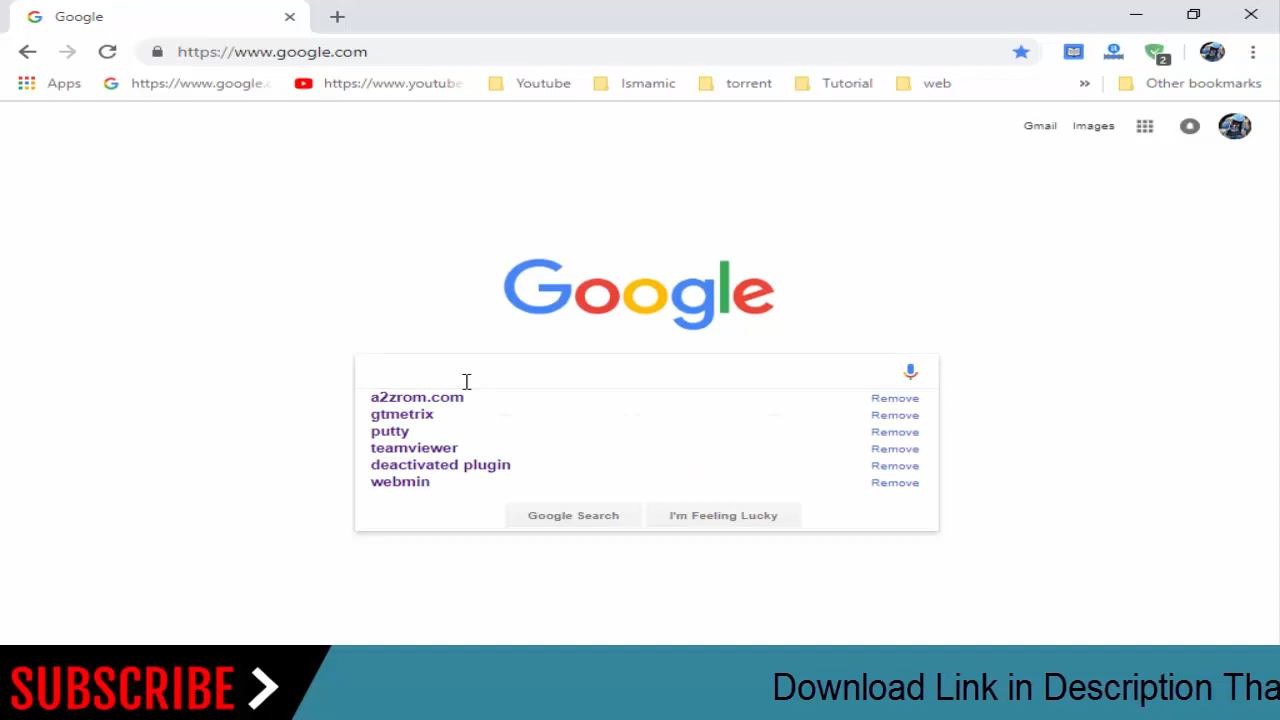 Google
https://www.google.com
2
Apps https://www.google.c https://www.youtube Youtube Ismamic torrent Tutorial web » Other bookmarks
Gmail Images
Google
a2zrom.com Remove
gtmetrix Remove
putty Remove
teamviewer Remove
deactivated plugin Remove
webmin Remove
Google Search I'm Feeling Lucky
SUBSCRIBE Download Link in Description Tha